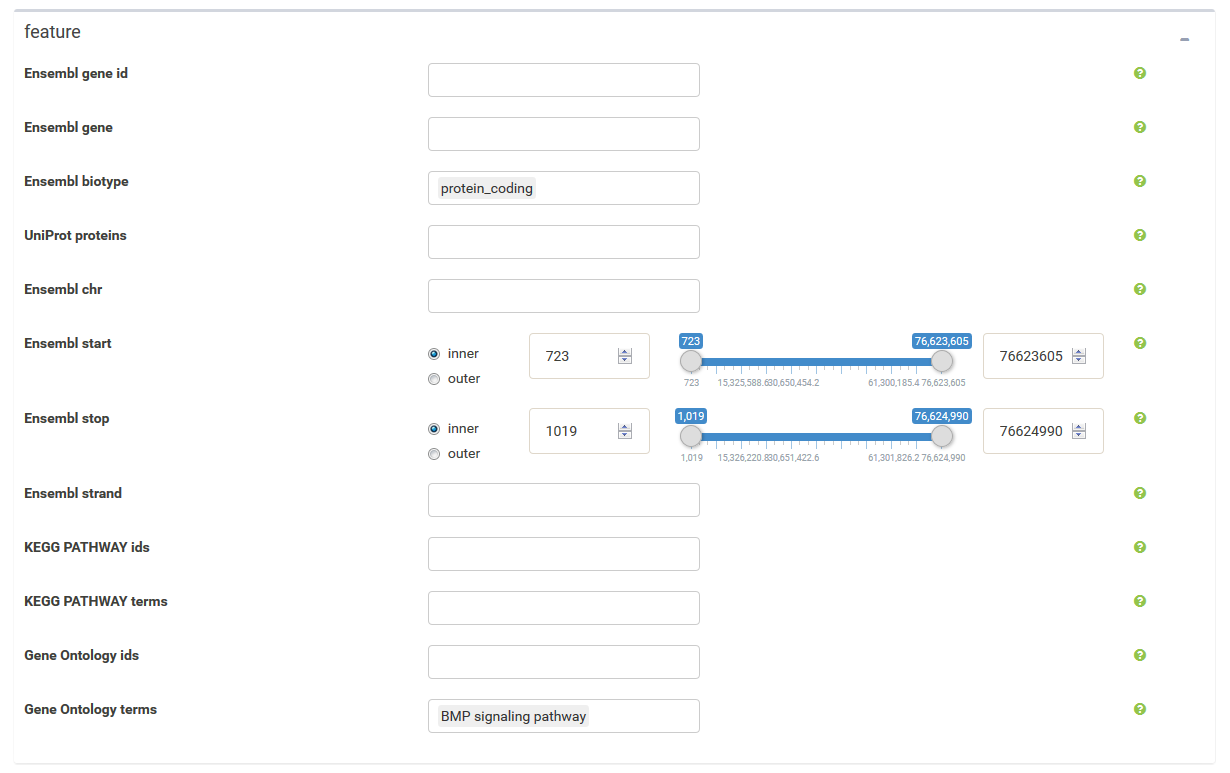 feature
Ensembl gene id
Ensembl gene
Ensembl biotype protein_coding
UniProt proteins
Ensembl chr
Ensembl start inner outer 723 723 76,623,605 76623605
723 15,325,588.630,650,454.2 61,300,185.4 76,623,605
Ensembl stop inner outer 1019 1,019 76,624,990 76624990
1,019 15,326,220.830,651,422.6 61,301,826.2 76,624,990
Ensembl strand
KEGG PATHWAY ids
KEGG PATHWAY terms
Gene Ontology ids
Gene Ontology terms BMP signaling pathway